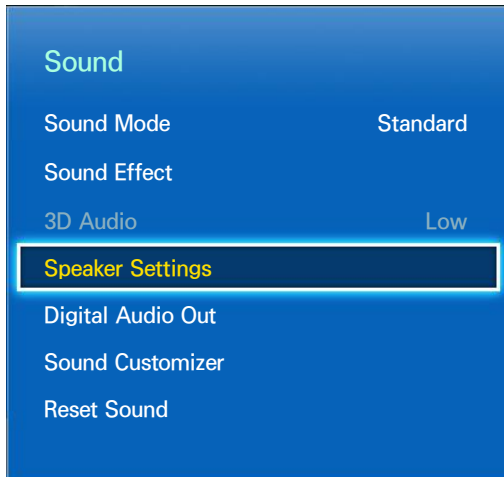 Sound
Sound Mode Standard
Sound Effect
3D Audio Low
Speaker Settings
Digital Audio Out
Sound Customizer
Reset Sound